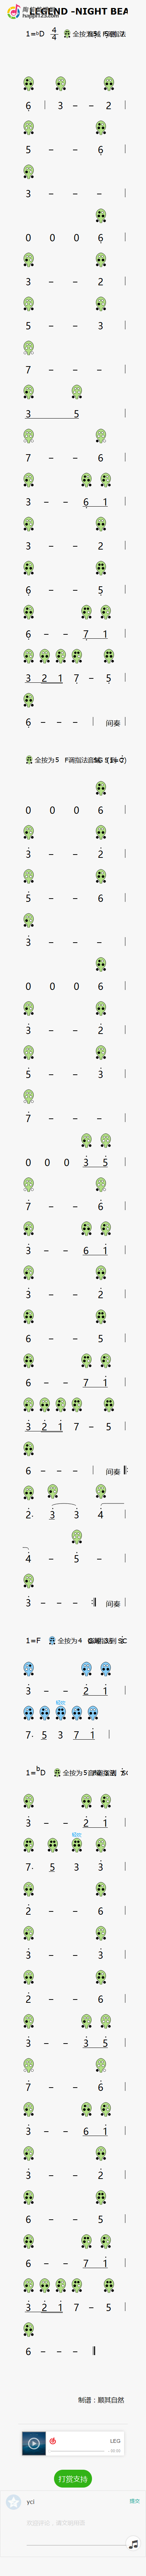 LEGEND -NIGHT BEA
happi123.com
1=ᵇD 4/4 全按为5
6̣ | 3 - - 2 |
5 - - 6̣ |
3 - - - |
0 0 0 6̣ |
3 - - 2 |
5 - - 3 |
7 - - - |
3 5 |
7 - - 6 |
3 - - 6̣ 1 |
3 - - 2 |
6̣ - - 5̣ |
6̣ - - 7̣ 1 |
3 2 1 7̣ - 5̣ |
6̣ - - - | 间奏 |
全按为5 F调指法
0 0 0 6 |
3̇ - - 2̇ |
5̇ - - 6 |
3̇ - - - |
0 0 0 6 |
3̇ - - 2̇ |
5̇ - - 3̇ |
7̇ - - - |
0 0 0 3̇ 5̇ |
7̇ - - 6̇ |
3̇ - - 6 1̇ |
3̇ - - 2̇ |
6 - - 5 |
6 - - 7 1̇ |
3̇ 2̇ 1̇ 7 - 5 |
6 - - - | 间奏 |:
2̇· 3̇ 3̇ 4̇ |
4̇ - 5̇ - |
3̇ - - - :| 间奏 |
1=F 全按为4
3̇ - - 2̇ 1̇ |
7· 5 3 7 1̇ |
1=ᵇD 全按为5
3̇ - - 2̇ 1̇ |
7· 5 3 3̇ |
2̇ - - 6 |
3̇ - - 3̇ |
2̇ - - 6 |
3̇ - - 3̇ 5̇ |
7̇ - - 6̇ |
3̇ - - 6 1̇ |
3̇ - - 2̇ |
6 - - 5 |
6 - - 7 1̇ |
3̇ 2̇ 1̇ 7 - 5 |
6 - - - ‖
制谱：顺其自然
LEG
打赏支持
yci
提交